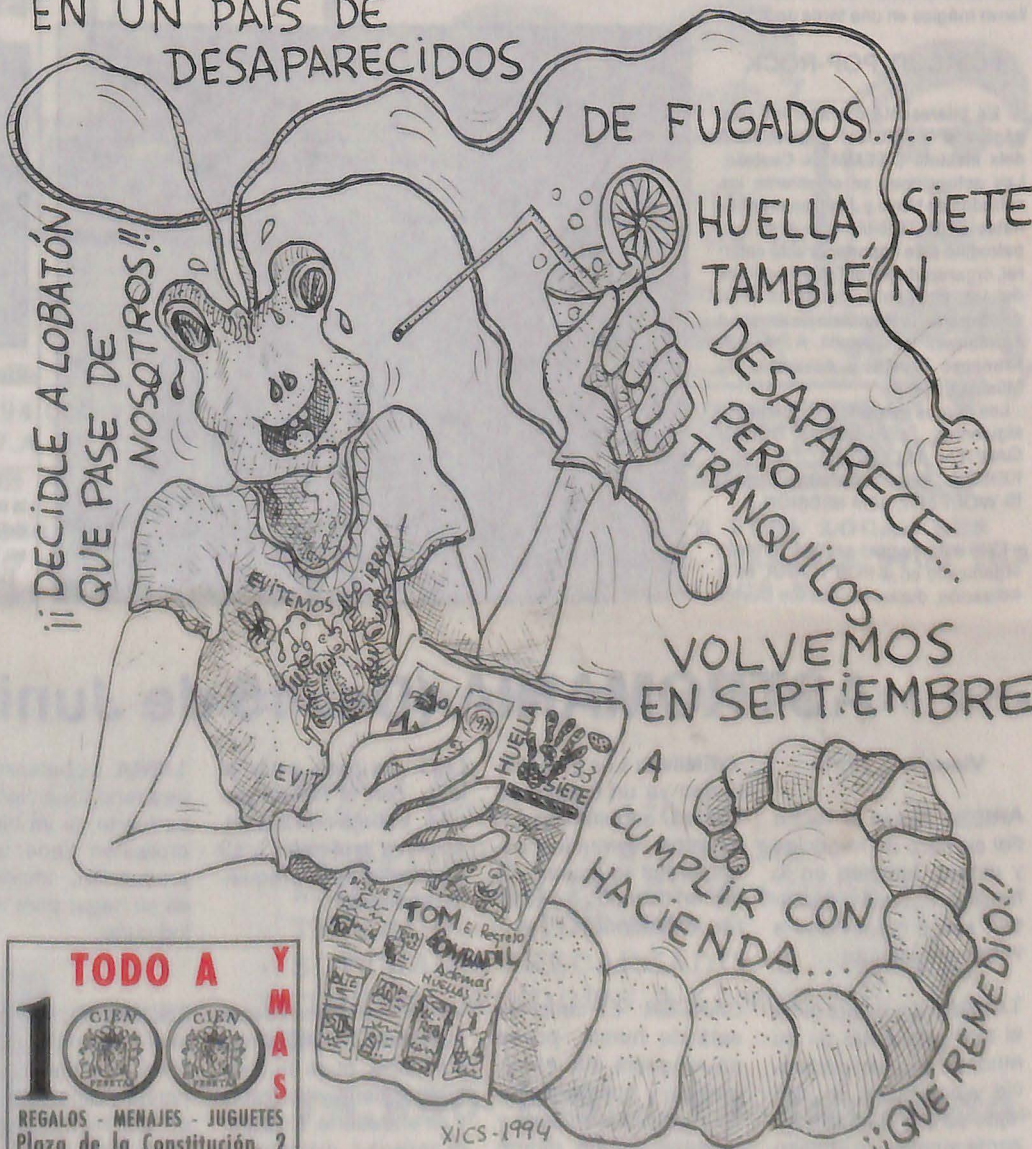 EN UN PAIS DE
DESAPARECIDOS
Y DE FUGADOS.....
HUELLA SIETE
TAMBIÉN
DESAPARECE...
PERO
TRANQUILOS
VOLVEMOS
EN SEPTIEMBRE
A
CUMPLIR CON
HACIENDA...
¡¡QUÉ REMEDIO!!
¡¡DECIDLE A LOBATÓN
QUE PASE DE
NOSOTROS!!
EVITEMOS
EVIT
HUELLA
SIETE
TOM El Regreso
BOMBADIL
Ademas
HUELLAS
TODO A
100
Y
MAS
CIEN
PESETAS
CIEN
PESETAS
REGALOS - MENAJES - JUGUETES
Plaza de la Constitución, 2
XICS-1994